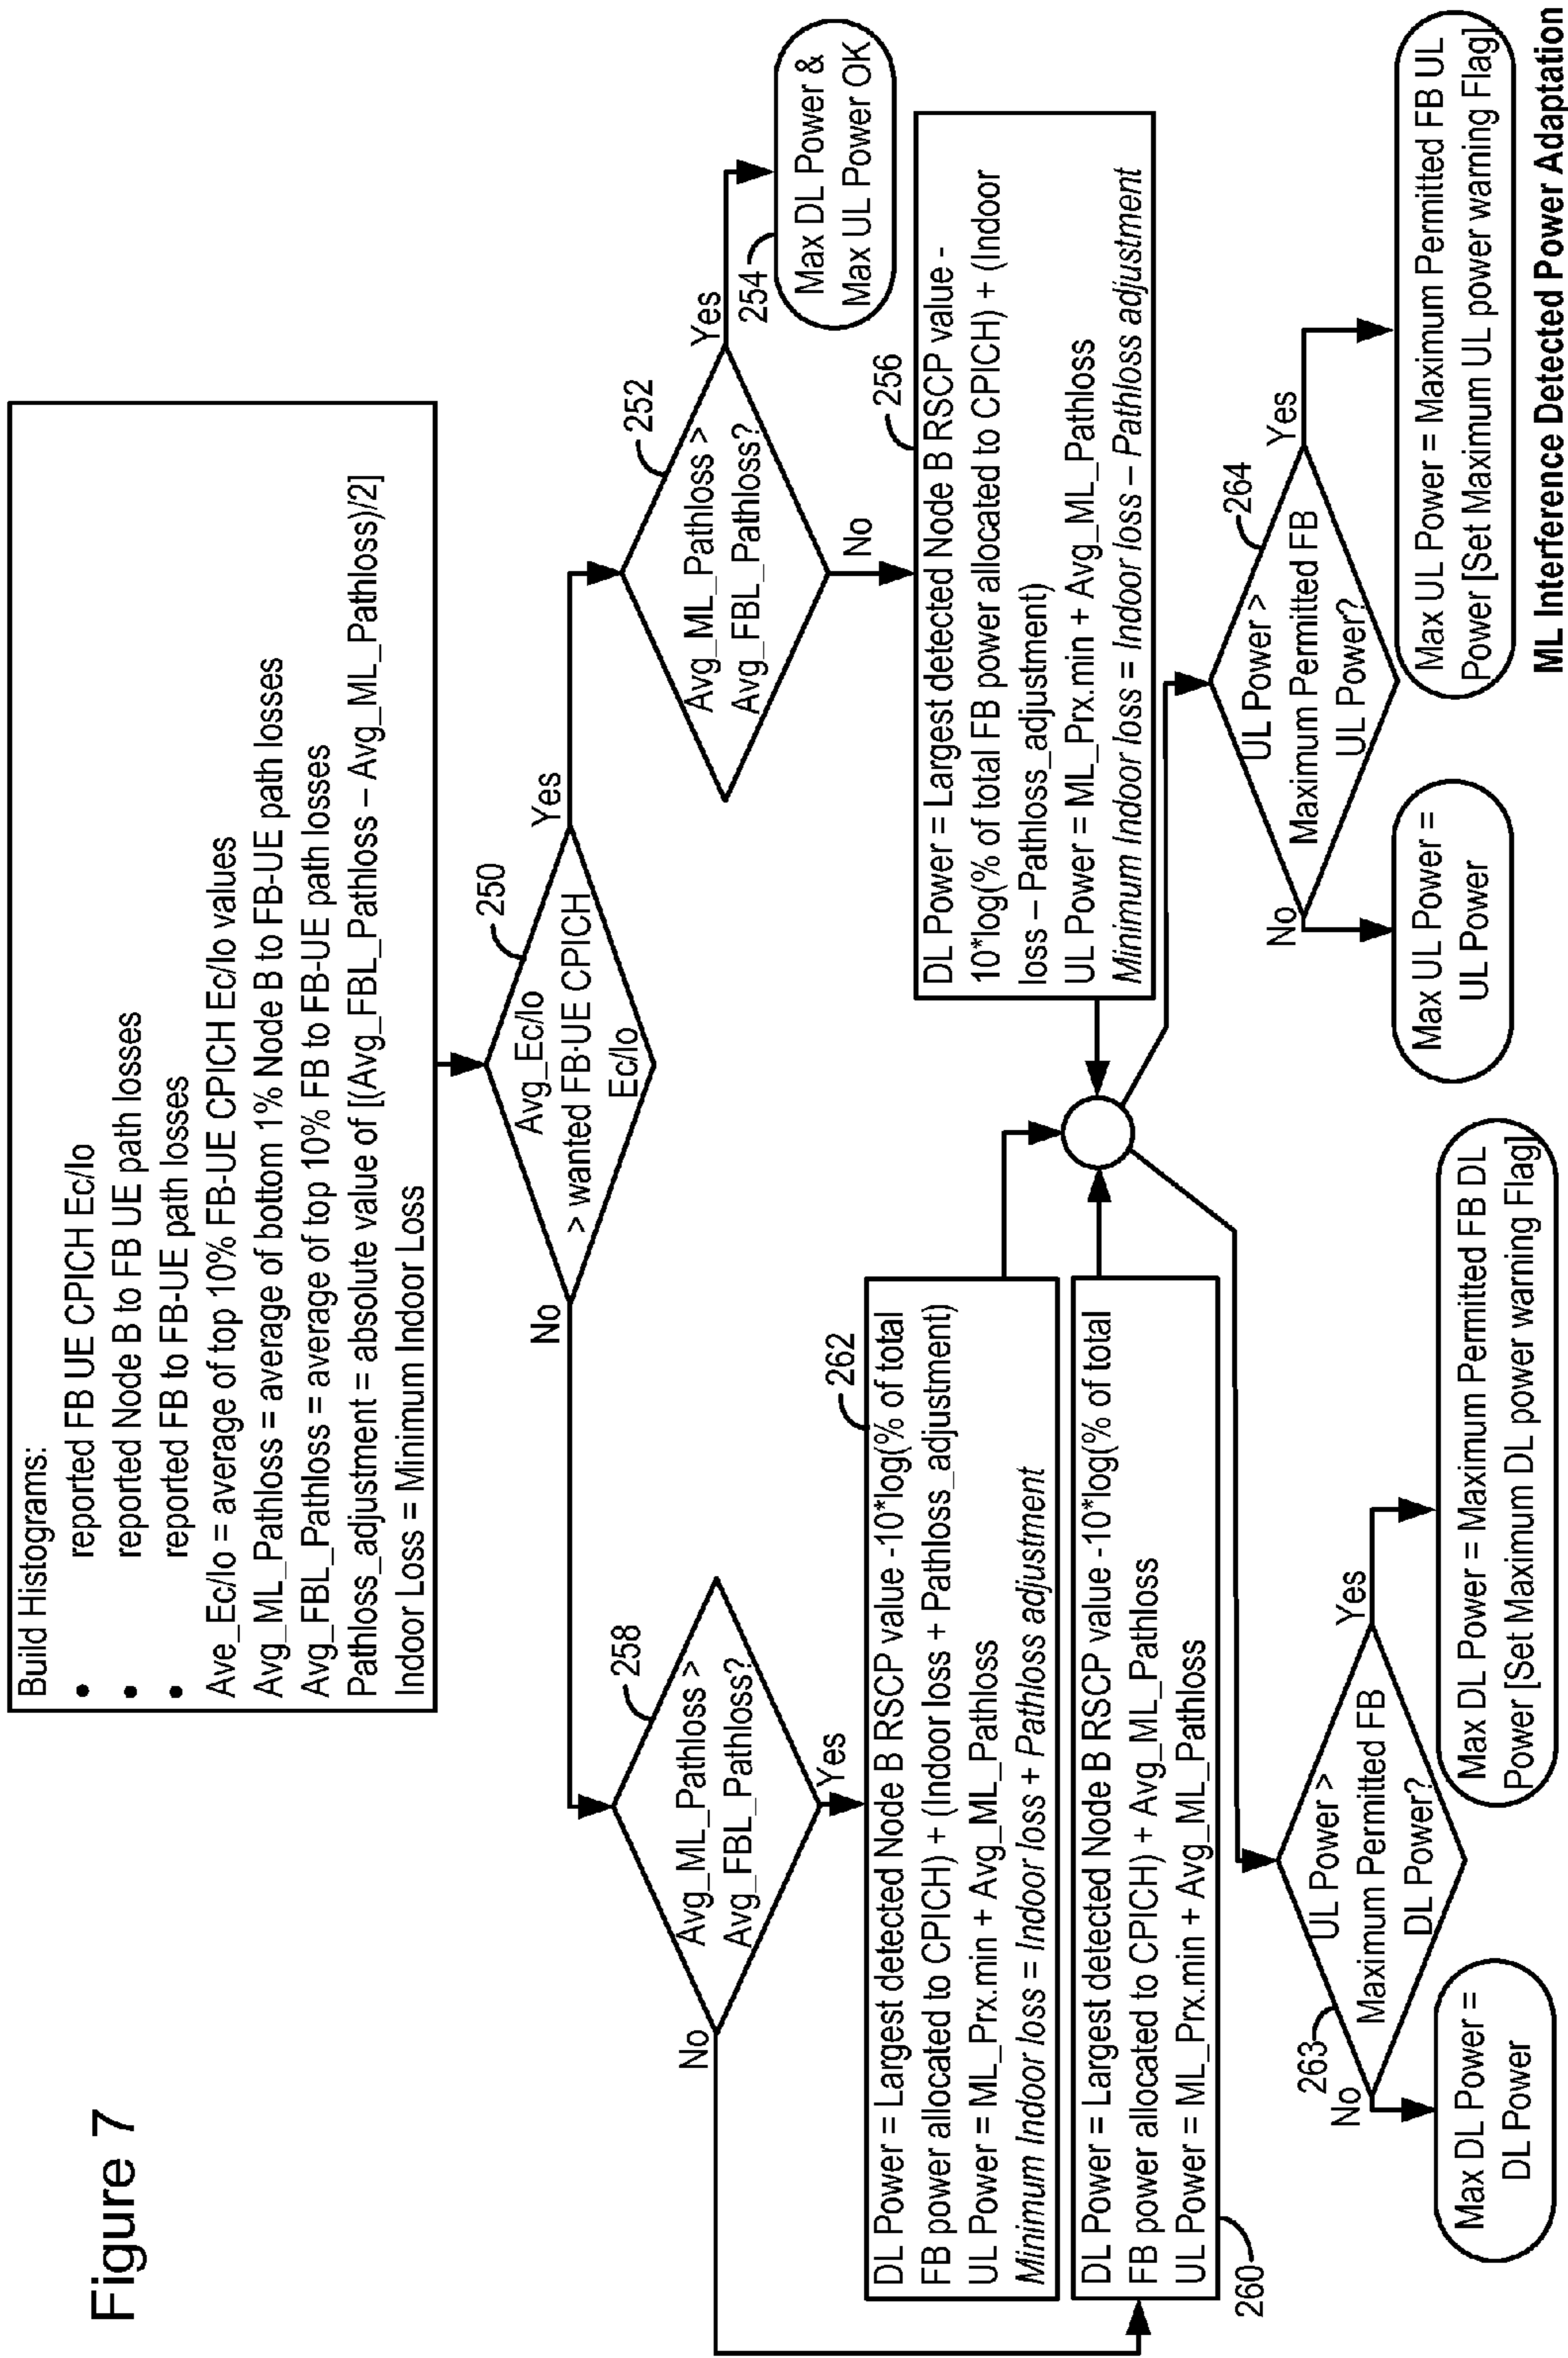 Figure 7
Build Histograms:
• reported FB UE CPICH Ec/Io
• reported Node B to FB UE path losses
• reported FB to FB-UE path losses
Ave_Ec/Io = average of top 10% FB-UE CPICH Ec/Io values
Avg_ML_Pathloss = average of bottom 1% Node B to FB-UE path losses
Avg_FBL_Pathloss = average of top 10% FB to FB-UE path losses
Pathloss_adjustment = absolute value of [(Avg_FBL_Pathloss – Avg_ML_Pathloss)/2]
Indoor Loss = Minimum Indoor Loss
250
Avg_Ec/Io
> wanted FB-UE CPICH
Ec/Io
No
Yes
258
Avg_ML_Pathloss >
Avg_FBL_Pathloss?
No
Yes
252
Avg_ML_Pathloss >
Avg_FBL_Pathloss?
Yes
No
254
Max DL Power &
Max UL Power OK
262
DL Power = Largest detected Node B RSCP value -10*log(% of total
FB power allocated to CPICH) + (Indoor loss + Pathloss_adjustment)
UL Power = ML_Prx.min + Avg_ML_Pathloss
Minimum Indoor loss = Indoor loss + Pathloss adjustment
256
DL Power = Largest detected Node B RSCP value -
10*log(% of total FB power allocated to CPICH) + (Indoor
loss – Pathloss_adjustment)
UL Power = ML_Prx.min + Avg_ML_Pathloss
Minimum Indoor loss = Indoor loss – Pathloss adjustment
DL Power = Largest detected Node B RSCP value -10*log(% of total
FB power allocated to CPICH) + Avg_ML_Pathloss
UL Power = ML_Prx.min + Avg_ML_Pathloss
260
263
UL Power >
Maximum Permitted FB
DL Power?
No
Yes
Max DL Power =
DL Power
Max DL Power = Maximum Permitted FB DL
Power [Set Maximum DL power warning Flag]
264
UL Power >
Maximum Permitted FB
UL Power?
No
Yes
Max UL Power =
UL Power
Max UL Power = Maximum Permitted FB UL
Power [Set Maximum UL power warning Flag]
ML Interference Detected Power Adaptation